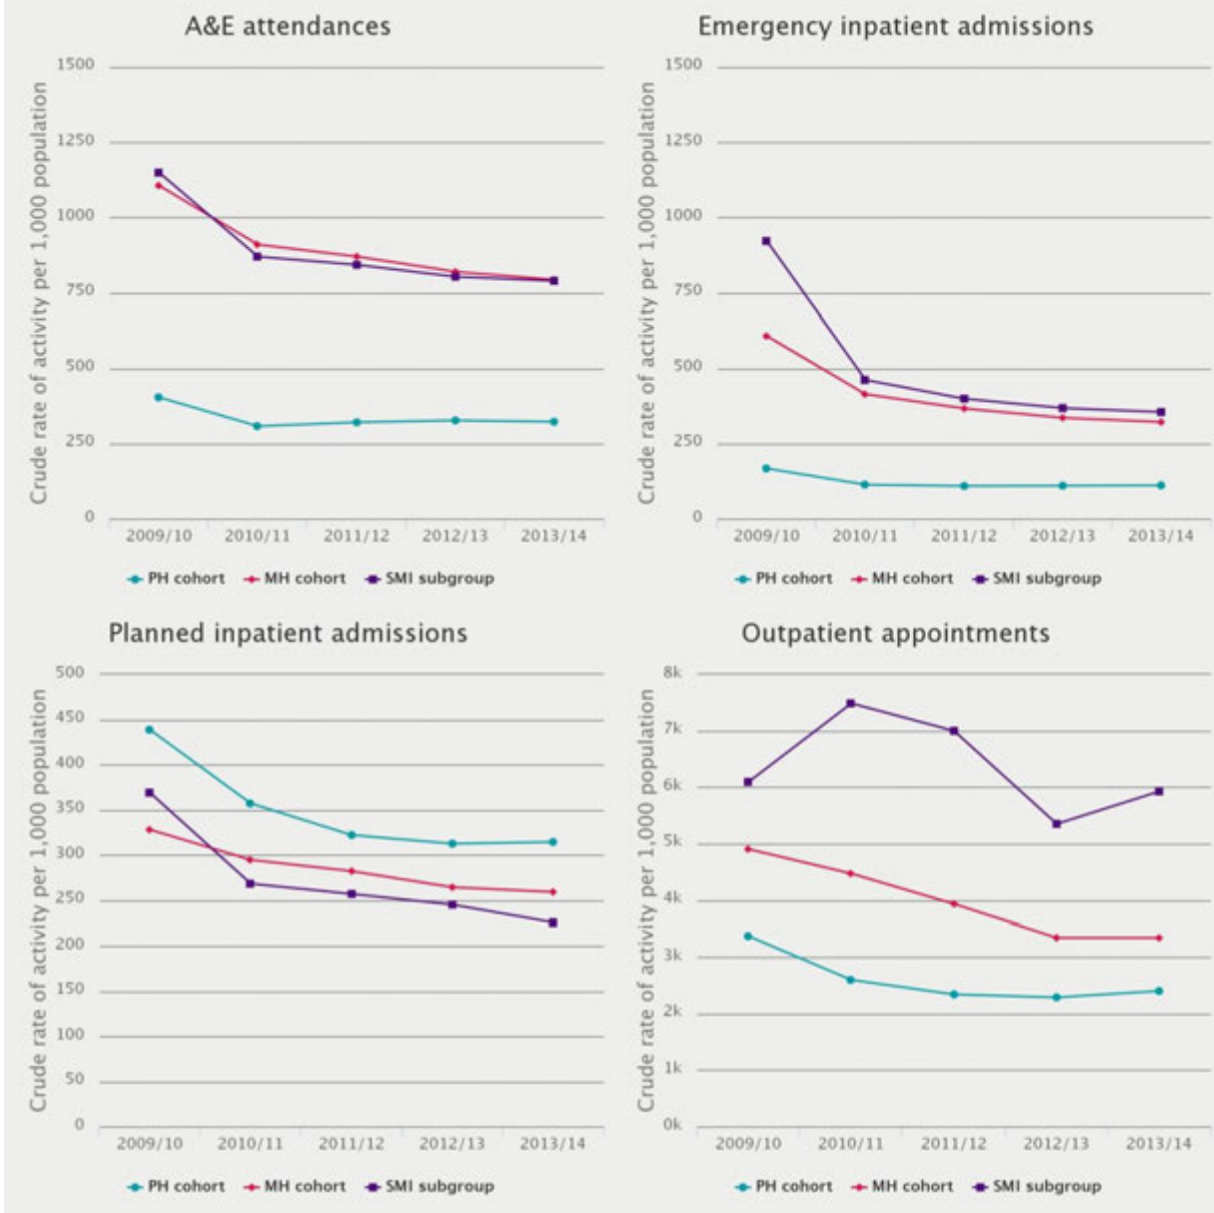 A&E attendances
Crude rate of activity per 1,000 population
1500
1250
1000
750
500
250
0
2009/10 2010/11 2011/12 2012/13 2013/14
PH cohort MH cohort SMI subgroup
Emergency inpatient admissions
Crude rate of activity per 1,000 population
1500
1250
1000
750
500
250
0
2009/10 2010/11 2011/12 2012/13 2013/14
PH cohort MH cohort SMI subgroup
Planned inpatient admissions
Crude rate of activity per 1,000 population
500
450
400
350
300
250
200
150
100
50
0
2009/10 2010/11 2011/12 2012/13 2013/14
PH cohort MH cohort SMI subgroup
Outpatient appointments
Crude rate of activity per 1,000 population
8k
7k
6k
5k
4k
3k
2k
1k
0k
2009/10 2010/11 2011/12 2012/13 2013/14
PH cohort MH cohort SMI subgroup